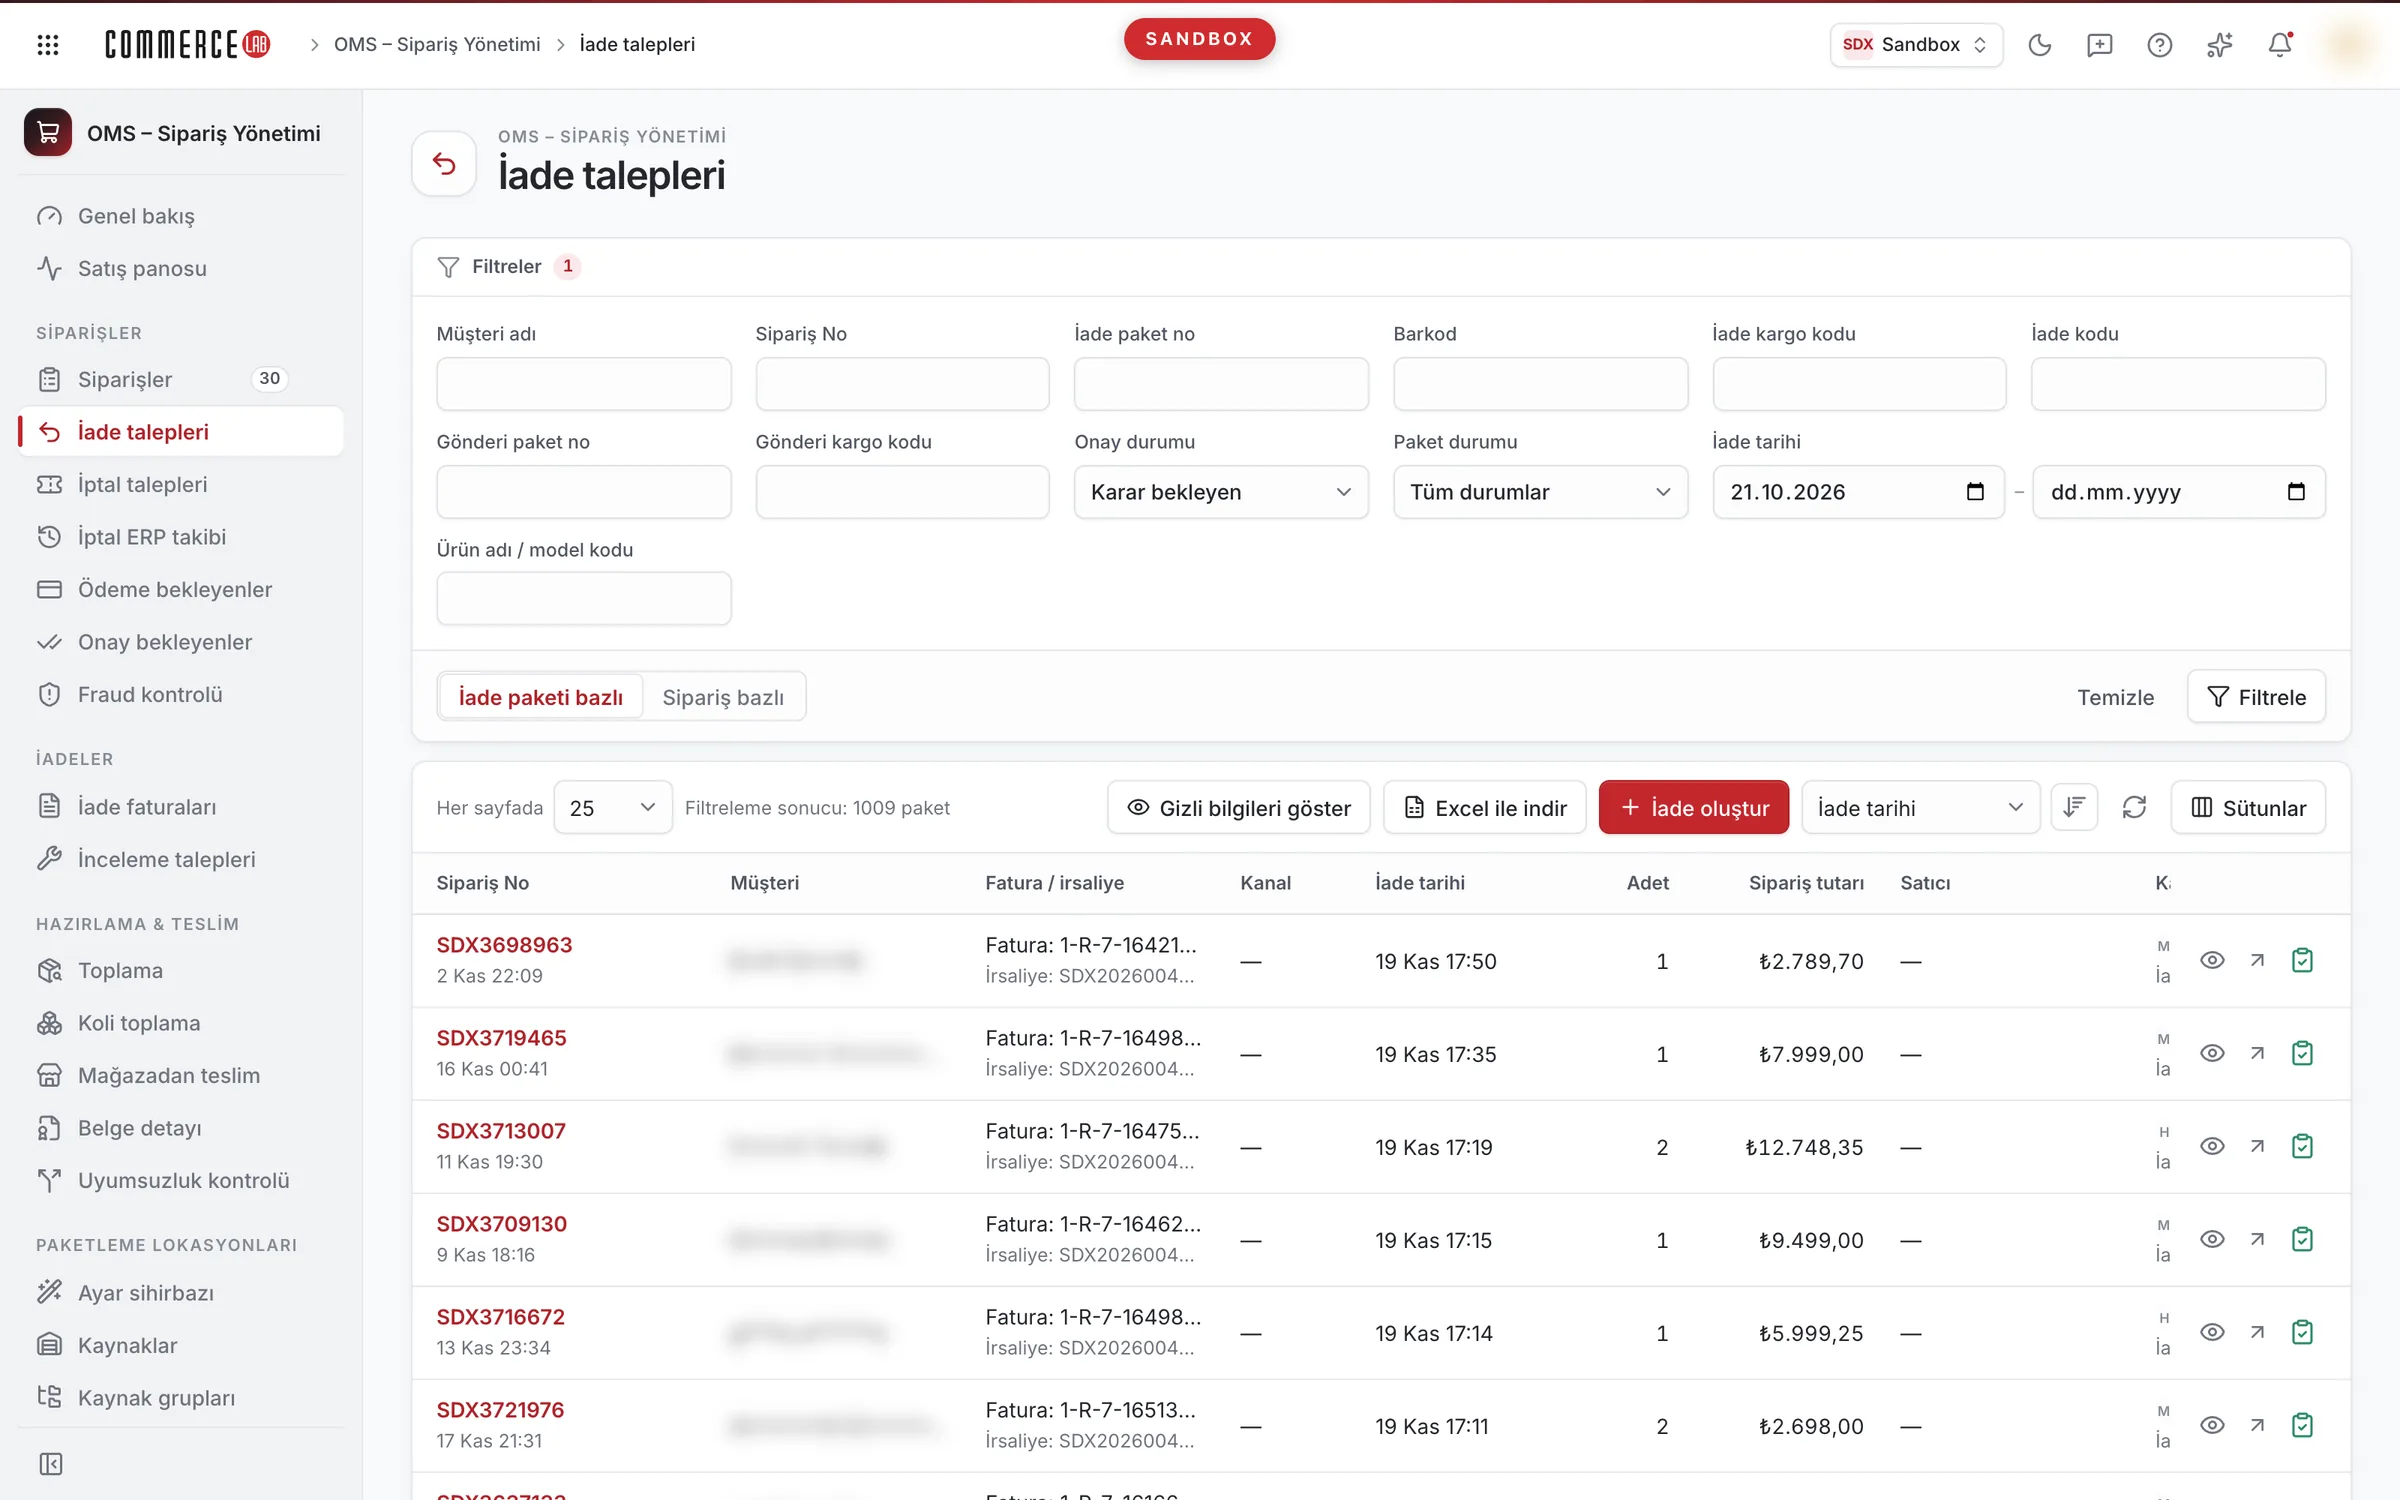 COMMERCE LAB
OMS – Sipariş Yönetimi
İade talepleri
SANDBOX
SDX Sandbox
OMS – Sipariş Yönetimi
Genel bakış
Satış panosu
SİPARİŞLER
Siparişler 30
İade talepleri
İptal talepleri
İptal ERP takibi
Ödeme bekleyenler
Onay bekleyenler
Fraud kontrolü
İADELER
İade faturaları
İnceleme talepleri
HAZIRLAMA & TESLİM
Toplama
Koli toplama
Mağazadan teslim
Belge detayı
Uyumsuzluk kontrolü
PAKETLEME LOKASYONLARI
Ayar sihirbazı
Kaynaklar
Kaynak grupları
OMS – SİPARİŞ YÖNETİMİ
İade talepleri
Filtreler 1
Müşteri adı Sipariş No İade paket no Barkod İade kargo kodu İade kodu
Gönderi paket no Gönderi kargo kodu Onay durumu Paket durumu İade tarihi
Karar bekleyen Tüm durumlar 21.10.2026 – dd.mm.yyyy
Ürün adı / model kodu
İade paketi bazlı Sipariş bazlı Temizle Filtrele
Her sayfada 25 Filtreleme sonucu: 1009 paket Gizli bilgileri göster Excel ile indir + İade oluştur İade tarihi Sütunlar
Sipariş No Müşteri Fatura / irsaliye Kanal İade tarihi Adet Sipariş tutarı Satıcı
SDX3698963 Fatura: 1-R-7-16421... — 19 Kas 17:50 1 ₺2.789,70 — M
2 Kas 22:09 İrsaliye: SDX2026004... İa
SDX3719465 Fatura: 1-R-7-16498... — 19 Kas 17:35 1 ₺7.999,00 — M
16 Kas 00:41 İrsaliye: SDX2026004... İa
SDX3713007 Fatura: 1-R-7-16475... — 19 Kas 17:19 2 ₺12.748,35 — H
11 Kas 19:30 İrsaliye: SDX2026004... İa
SDX3709130 Fatura: 1-R-7-16462... — 19 Kas 17:15 1 ₺9.499,00 — M
9 Kas 18:16 İrsaliye: SDX2026004... İa
SDX3716672 Fatura: 1-R-7-16498... — 19 Kas 17:14 1 ₺5.999,25 — H
13 Kas 23:34 İrsaliye: SDX2026004... İa
SDX3721976 Fatura: 1-R-7-16513... — 19 Kas 17:11 2 ₺2.698,00 — M
17 Kas 21:31 İrsaliye: SDX2026004... İa